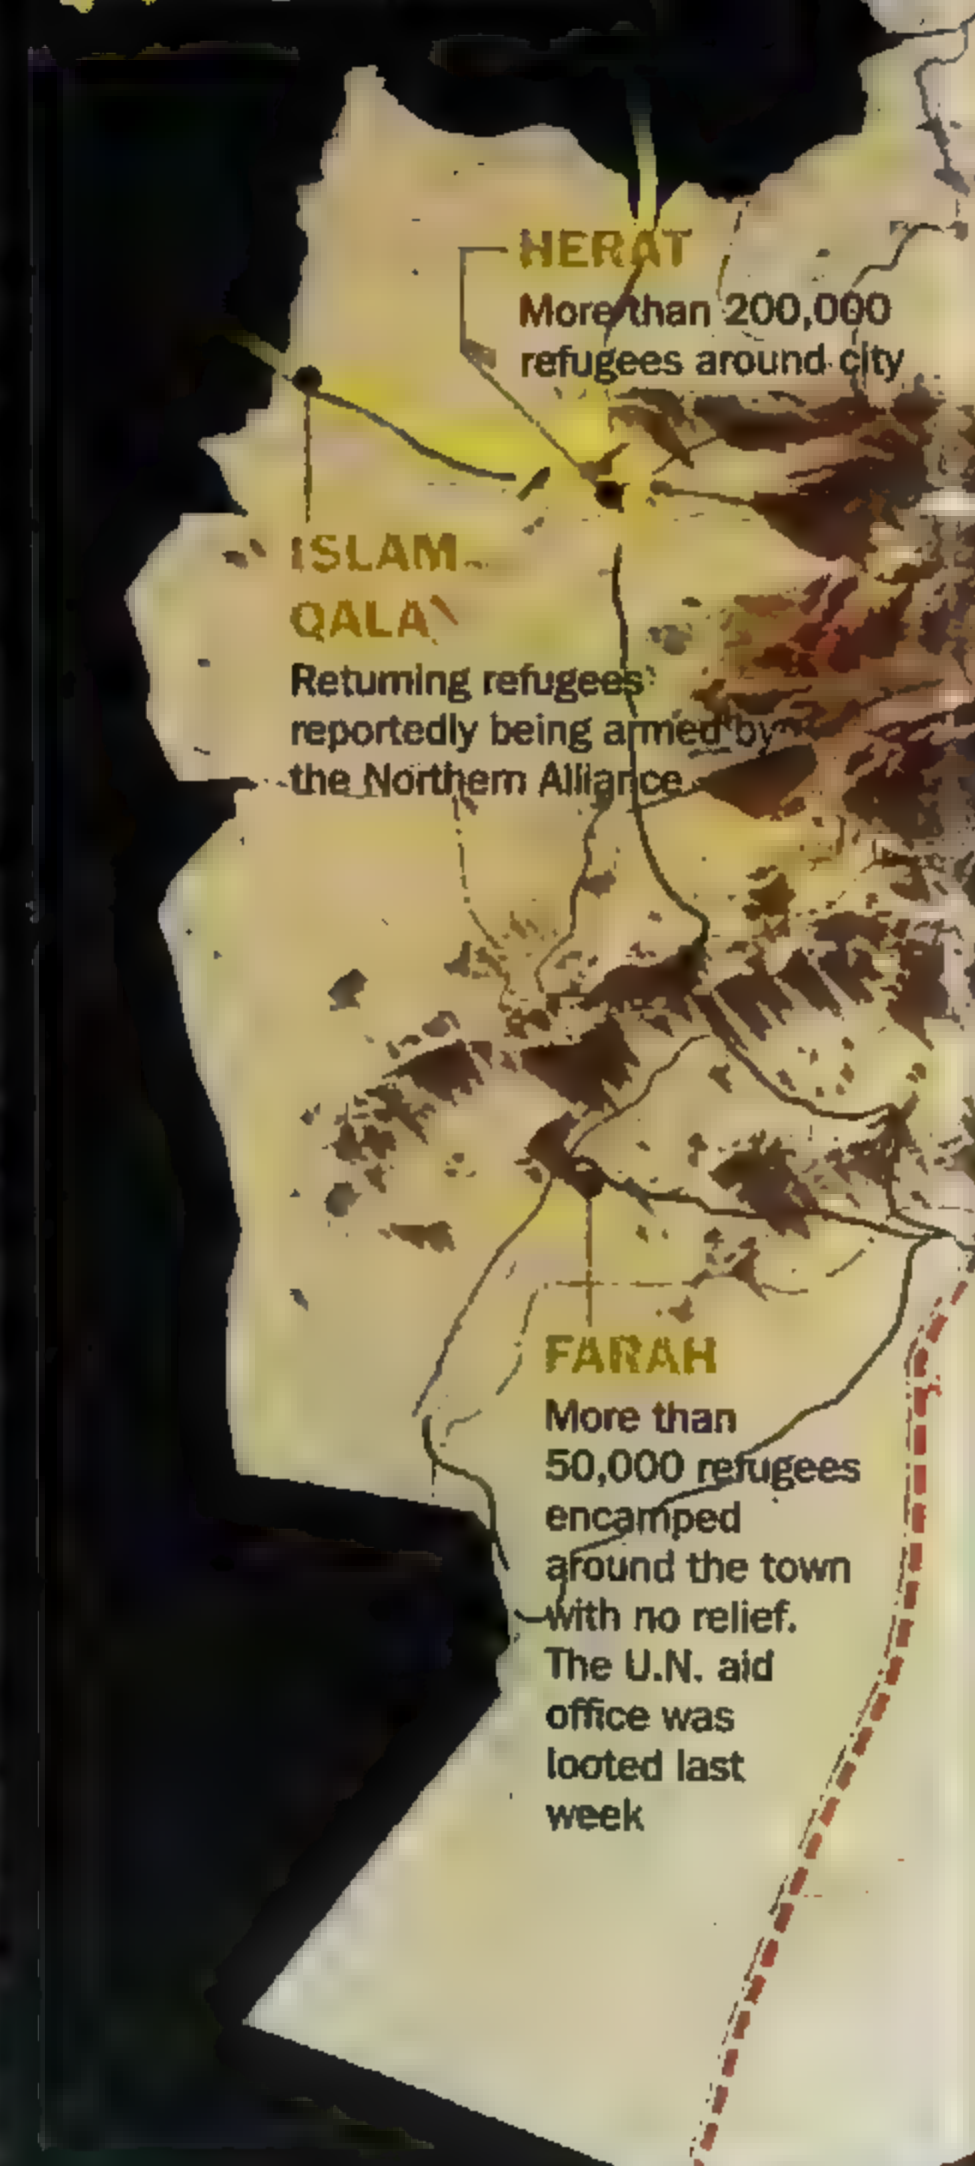 HERAT
More than 200,000
refugees around city
ISLAM
QALA
Returning refugees
reportedly being armed by
the Northern Alliance
FARAH
More than
50,000 refugees
encamped
around the town
with no relief.
The U.N. aid
office was
looted last
week